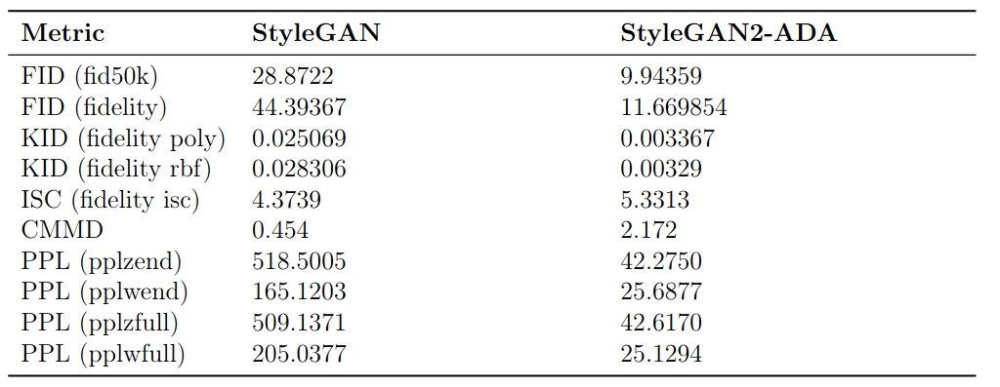 Metric StyleGAN StyleGAN2-ADA
FID (fid50k) 28.8722 9.94359
FID (fidelity) 44.39367 11.669854
KID (fidelity poly) 0.025069 0.003367
KID (fidelity rbf) 0.028306 0.00329
ISC (fidelity isc) 4.3739 5.3313
CMMD 0.454 2.172
PPL (pplzend) 518.5005 42.2750
PPL (pplwend) 165.1203 25.6877
PPL (pplzfull) 509.1371 42.6170
PPL (pplwfull) 205.0377 25.1294